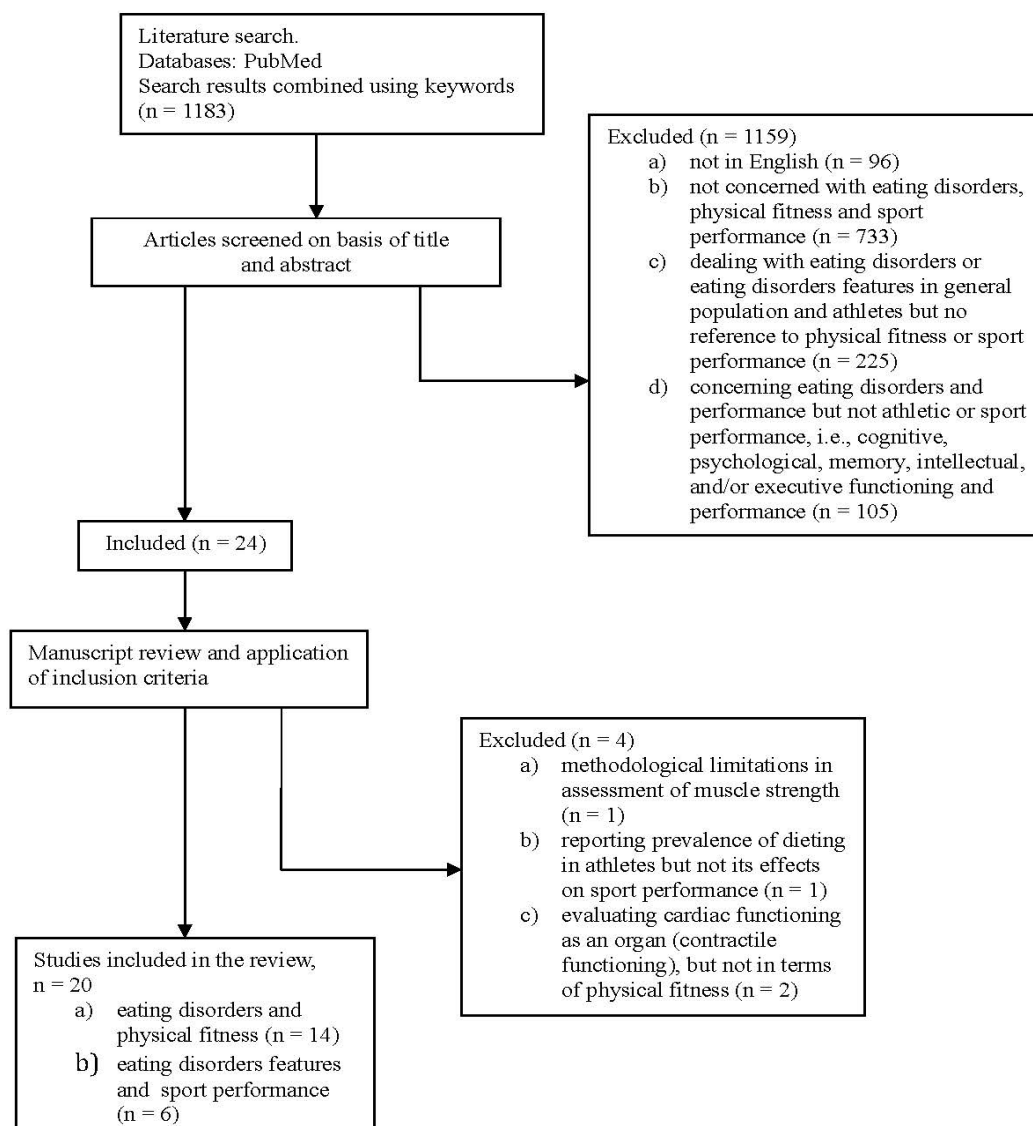 Literature search.
Databases: PubMed
Search results combined using keywords
(n = 1183)
Excluded (n = 1159)
a) not in English (n = 96)
b) not concerned with eating disorders,
physical fitness and sport
performance (n = 733)
c) dealing with eating disorders or
eating disorders features in general
population and athletes but no
reference to physical fitness or sport
performance (n = 225)
d) concerning eating disorders and
performance but not athletic or sport
performance, i.e., cognitive,
psychological, memory, intellectual,
and/or executive functioning and
performance (n = 105)
Articles screened on basis of title
and abstract
Included (n = 24)
Manuscript review and application
of inclusion criteria
Excluded (n = 4)
a) methodological limitations in
assessment of muscle strength
(n = 1)
b) reporting prevalence of dieting
in athletes but not its effects
on sport performance (n = 1)
c) evaluating cardiac functioning
as an organ (contractile
functioning), but not in terms
of physical fitness (n = 2)
Studies included in the review,
n = 20
a) eating disorders and
physical fitness (n = 14)
b) eating disorders features
and sport performance
(n = 6)